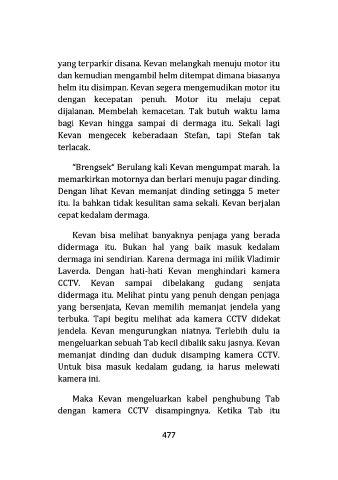 yang terparkir disana. Kevan melangkah menuju motor itu
dan kemudian mengambil helm ditempat dimana biasanya
helm itu disimpan. Kevan segera mengemudikan motor itu
dengan kecepatan penuh. Motor itu melaju cepat
dijalanan. Membelah kemacetan. Tak butuh waktu lama
bagi Kevan hingga sampai di dermaga itu. Sekali lagi
Kevan mengecek keberadaan Stefan, tapi Stefan tak
terlacak.
"Brengsek" Berulang kali Kevan mengumpat marah. Ia
memarkirkan motornya dan berlari menuju pagar dinding.
Dengan lihat Kevan memanjat dinding setingga 5 meter
itu. Ia bahkan tidak kesulitan sama sekali. Kevan berjalan
cepat kedalam dermaga.
Kevan bisa melihat banyaknya penjaga yang berada
didermaga itu. Bukan hal yang baik masuk kedalam
dermaga ini sendirian. Karena dermaga ini milik Vladimir
Laverda. Dengan hati-hati Kevan menghindari kamera
CCTV. Kevan sampai dibelakang gudang senjata
didermaga itu. Melihat pintu yang penuh dengan penjaga
yang bersenjata, Kevan memilih memanjat jendela yang
terbuka. Tapi begitu melihat ada kamera CCTV didekat
jendela. Kevan mengurungkan niatnya. Terlebih dulu ia
mengeluarkan sebuah Tab kecil dibalik saku jasnya. Kevan
memanjat dinding dan duduk disamping kamera CCTV.
Untuk bisa masuk kedalam gudang, ia harus melewati
kamera ini.
Maka Kevan mengeluarkan kabel penghubung Tab
dengan kamera CCTV disampingnya. Ketika Tab itu
477